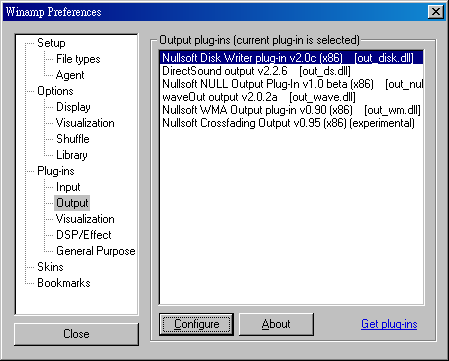 Winamp Preferences
Setup
File types
Agent
Options
Display
Visualization
Shuffle
Library
Plug-ins
Input
Output
Visualization
DSP/Effect
General Purpose
Skins
Bookmarks
Close
Output plug-ins (current plug-in is selected)
Nullsoft Disk Writer plug-in v2.0c (x86) [out_disk.dll]
DirectSound output v2.2.6 [out_ds.dll]
Nullsoft NULL Output Plug-In v1.0 beta (x86) [out_nul
waveOut output v2.0.2a [out_wave.dll]
Nullsoft WMA Output plug-in v0.90 (x86) [out_wm.dll]
Nullsoft Crossfading Output v0.95 (x86) (experimental)
Configure
About
Get plug-ins